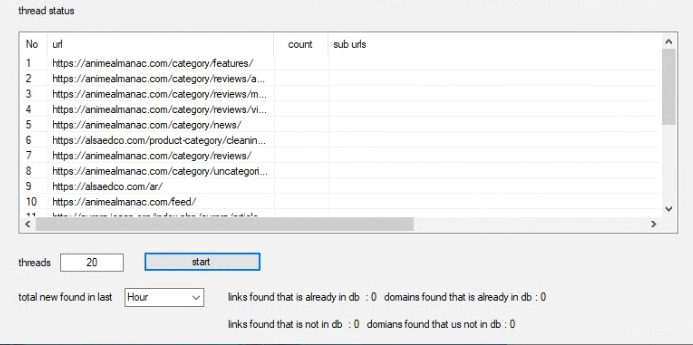 thread status
No url count sub urls
1 https://animealmanac.com/category/features/
2 https://animealmanac.com/category/reviews/a...
3 https://animealmanac.com/category/reviews/m...
4 https://animealmanac.com/category/reviews/vi...
5 https://animealmanac.com/category/news/
6 https://alsaedco.com/product-category/cleanin...
7 https://animealmanac.com/category/reviews/
8 https://animealmanac.com/category/uncategori...
9 https://alsaedco.com/ar/
10 https://animealmanac.com/feed/
11
threads 20 start
total new found in last Hour links found that is already in db : 0 domains found that is already in db : 0
links found that is not in db : 0 domians found that us not in db : 0